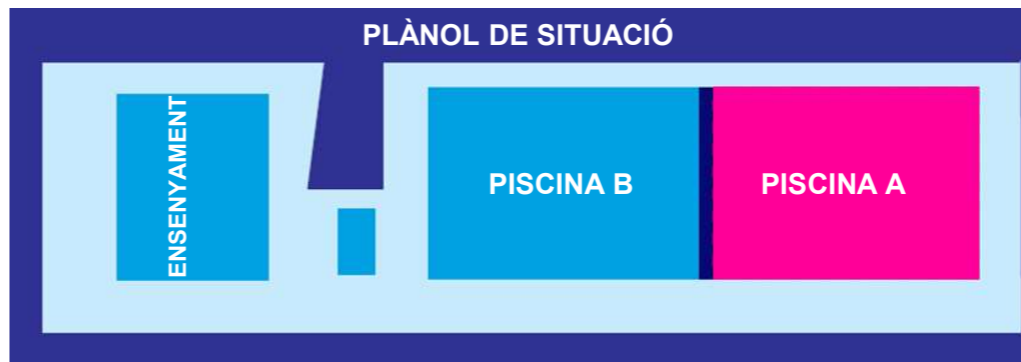 PLÀNOL DE SITUACIÓ
ENSENYAMENT
PISCINA B
PISCINA A